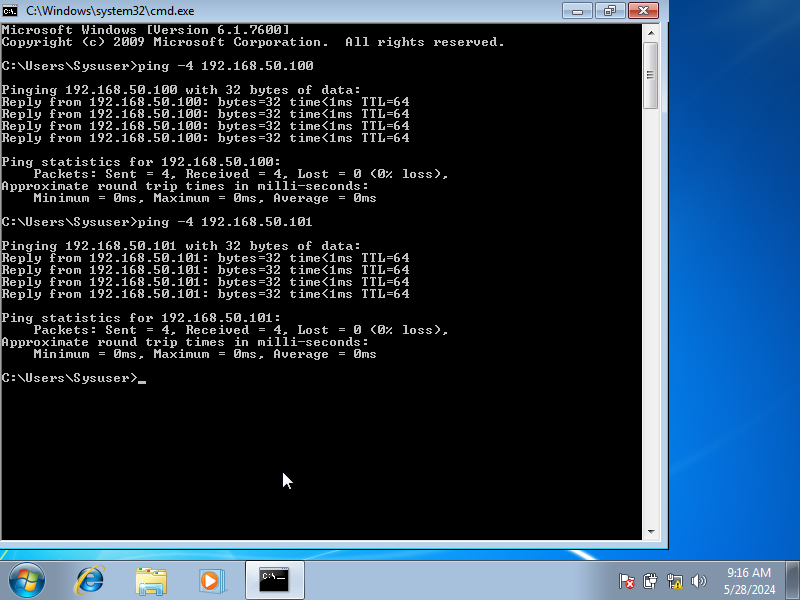 C:\Windows\system32\cmd.exe
Microsoft Windows [Version 6.1.7600]
Copyright (c) 2009 Microsoft Corporation.  All rights reserved.
C:\Users\Sysuser>ping -4 192.168.50.100
Pinging 192.168.50.100 with 32 bytes of data:
Reply from 192.168.50.100: bytes=32 time<1ms TTL=64
Reply from 192.168.50.100: bytes=32 time<1ms TTL=64
Reply from 192.168.50.100: bytes=32 time<1ms TTL=64
Reply from 192.168.50.100: bytes=32 time<1ms TTL=64
Ping statistics for 192.168.50.100:
    Packets: Sent = 4, Received = 4, Lost = 0 (0% loss),
Approximate round trip times in milli-seconds:
    Minimum = 0ms, Maximum = 0ms, Average = 0ms
C:\Users\Sysuser>ping -4 192.168.50.101
Pinging 192.168.50.101 with 32 bytes of data:
Reply from 192.168.50.101: bytes=32 time<1ms TTL=64
Reply from 192.168.50.101: bytes=32 time<1ms TTL=64
Reply from 192.168.50.101: bytes=32 time<1ms TTL=64
Reply from 192.168.50.101: bytes=32 time<1ms TTL=64
Ping statistics for 192.168.50.101:
    Packets: Sent = 4, Received = 4, Lost = 0 (0% loss),
Approximate round trip times in milli-seconds:
    Minimum = 0ms, Maximum = 0ms, Average = 0ms
C:\Users\Sysuser>_
9:16 AM
5/28/2024